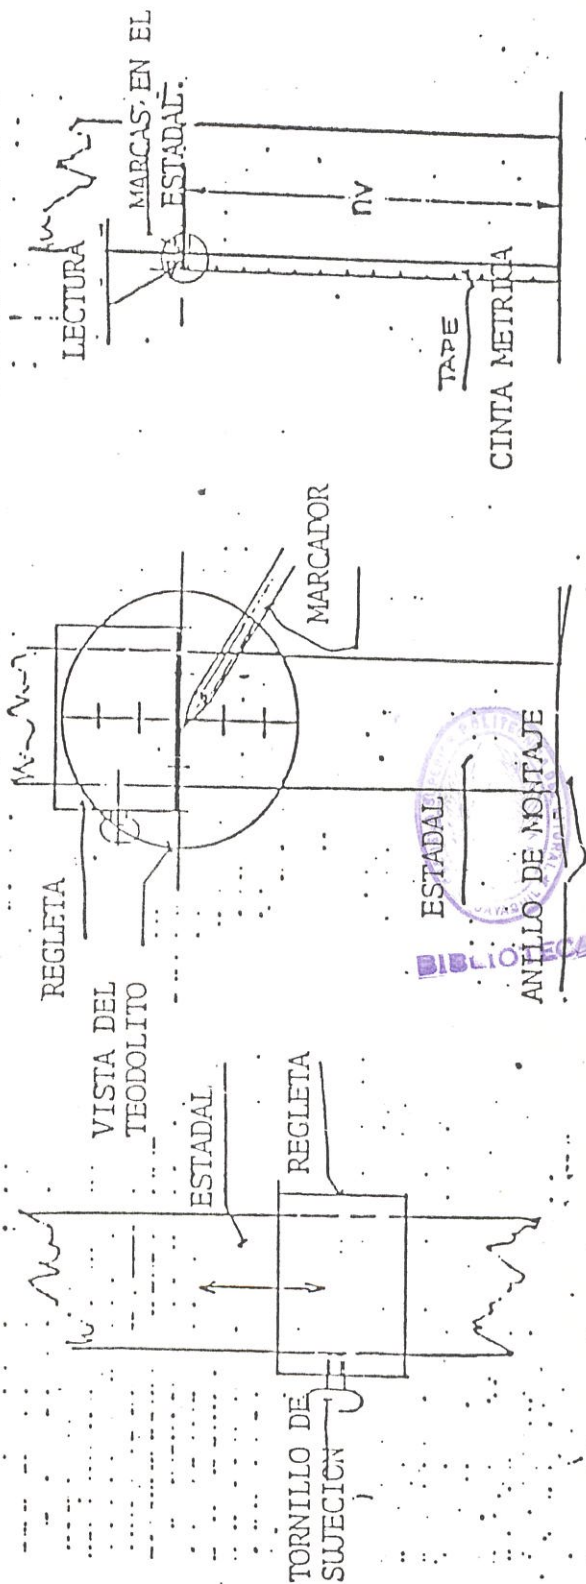 TORNILLO DE
SUJECION
ESTADAL
REGLETA
REGLETA
VISTA DEL
TEODOLITO
MARCADOR
ESTADAL
ANILLO DE MONTAJE
BIBLIOTECA
LECTURA
MARCAS EN EL
ESTADAL.
nv
TAPE
CINTA METRICA